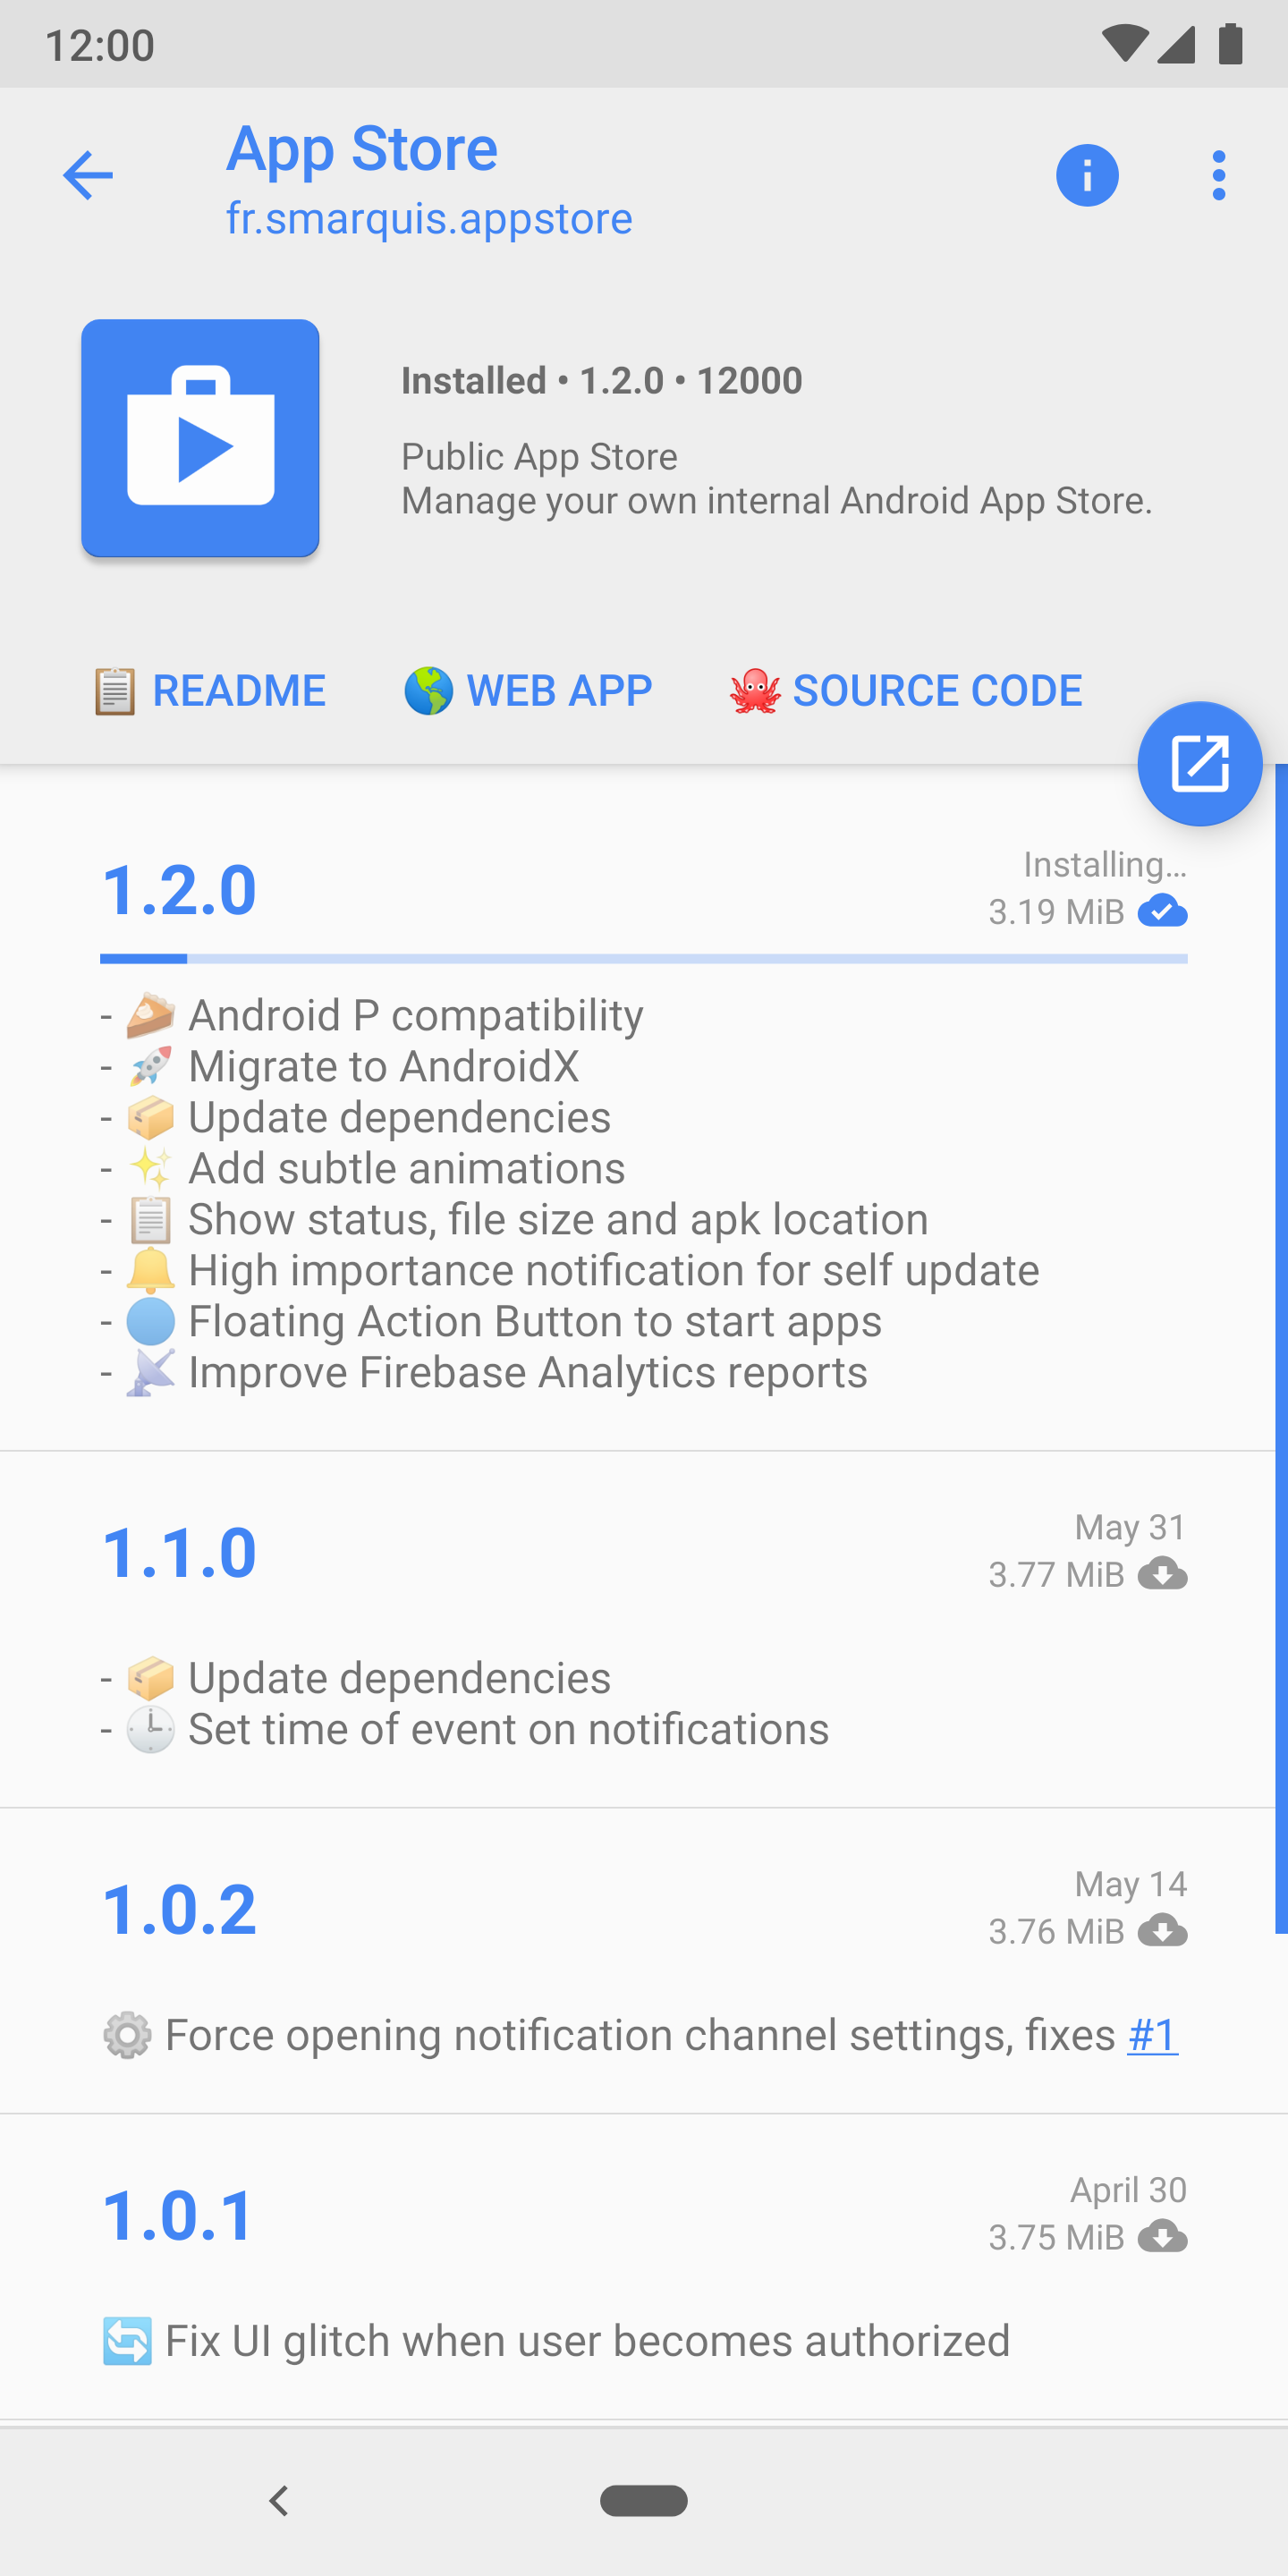 12:00
App Store
fr.smarquis.appstore
Installed • 1.2.0 • 12000
Public App Store
Manage your own internal Android App Store.
📋 README 🌎 WEB APP 🐙 SOURCE CODE
1.2.0
Installing...
3.19 MiB
- 🍰 Android P compatibility
- 🚀 Migrate to AndroidX
- 📦 Update dependencies
- ✨ Add subtle animations
- 📋 Show status, file size and apk location
- 🔔 High importance notification for self update
- 🔵 Floating Action Button to start apps
- 📡 Improve Firebase Analytics reports
1.1.0
May 31
3.77 MiB
- 📦 Update dependencies
- 🕒 Set time of event on notifications
1.0.2
May 14
3.76 MiB
⚙️ Force opening notification channel settings, fixes #1
1.0.1
April 30
3.75 MiB
🔄 Fix UI glitch when user becomes authorized